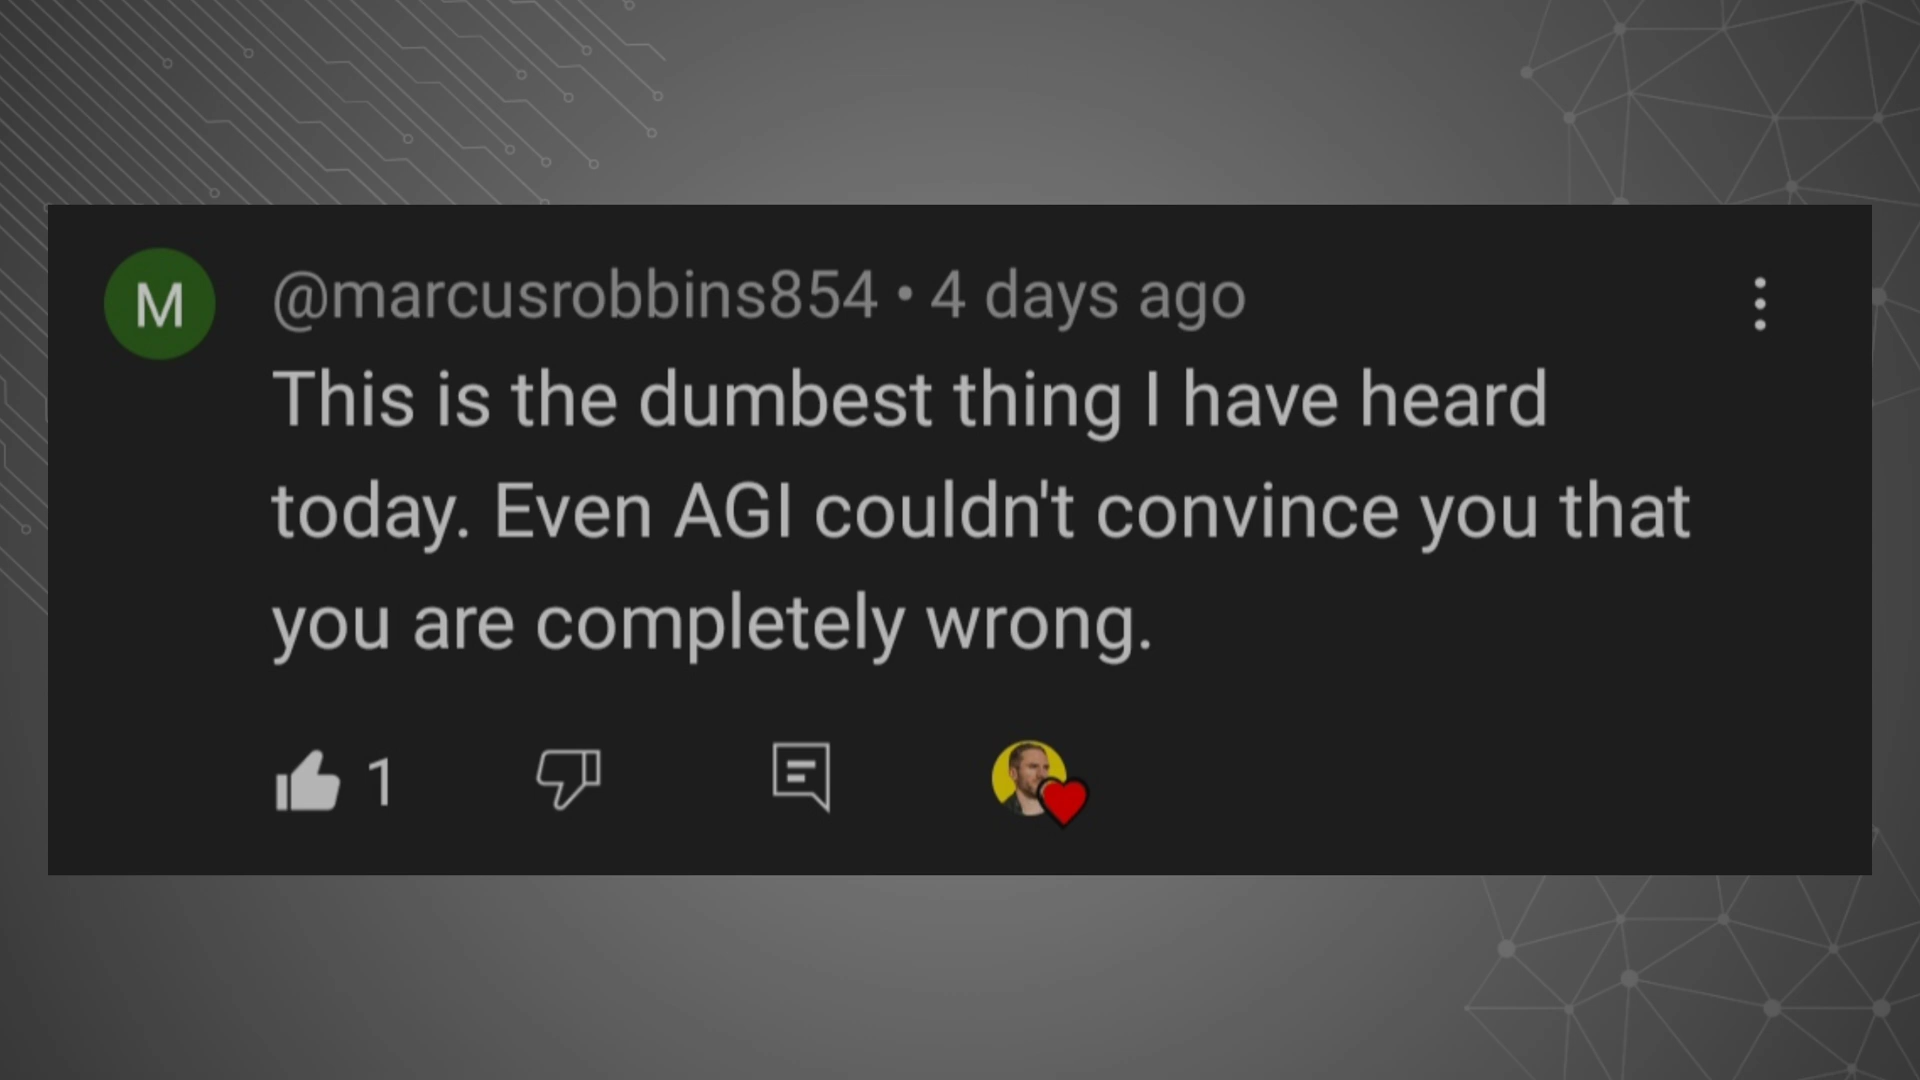 M
@marcusrobbins854 • 4 days ago
This is the dumbest thing I have heard
today. Even AGI couldn't convince you that
you are completely wrong.
1